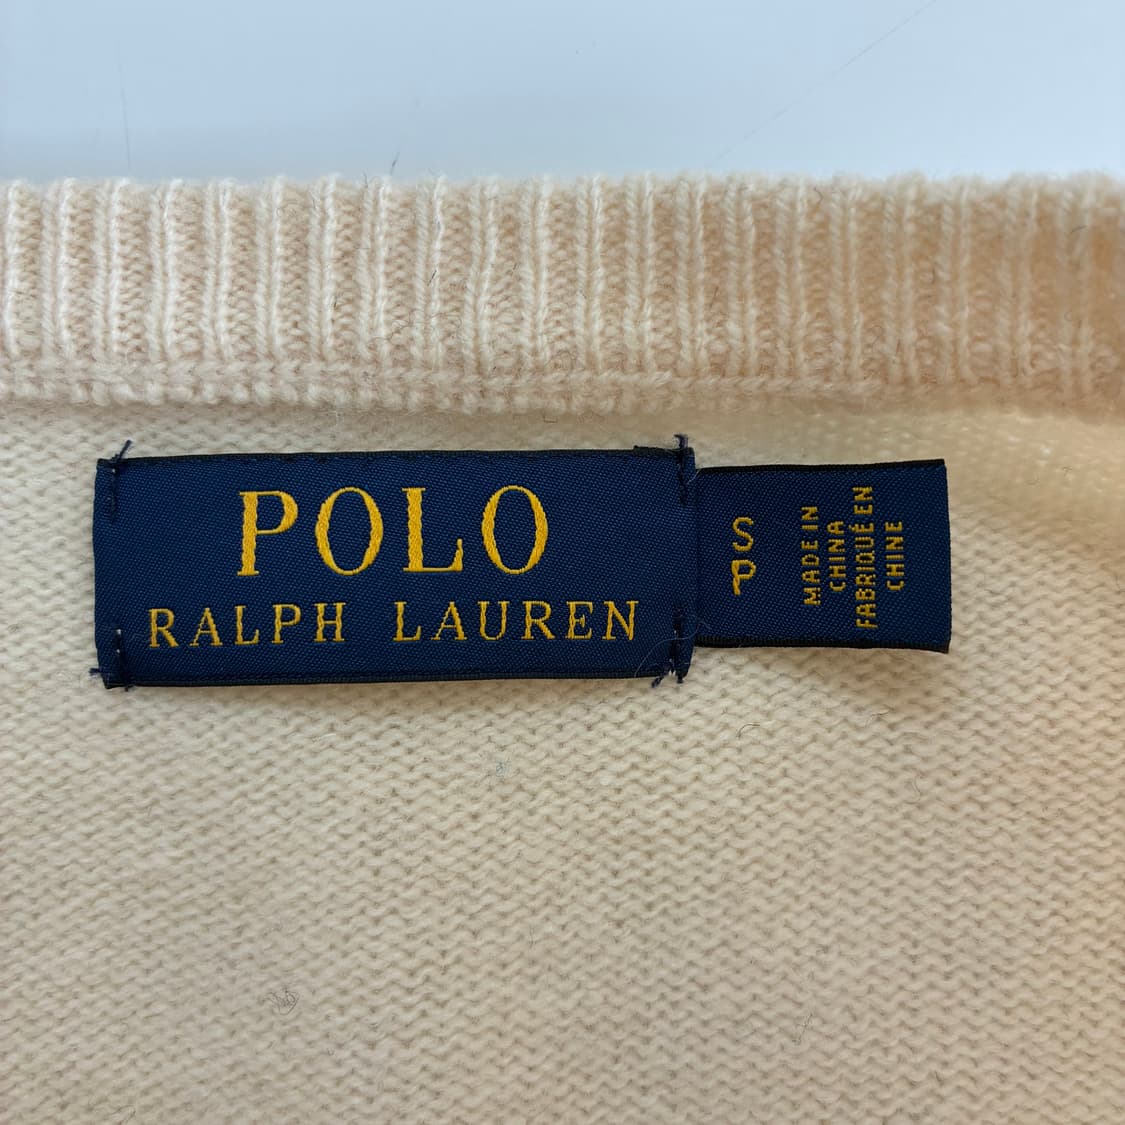 POLO
RALPH LAUREN
S
P
MADE IN
CHINA
FABRIQUÉ EN
CHINE